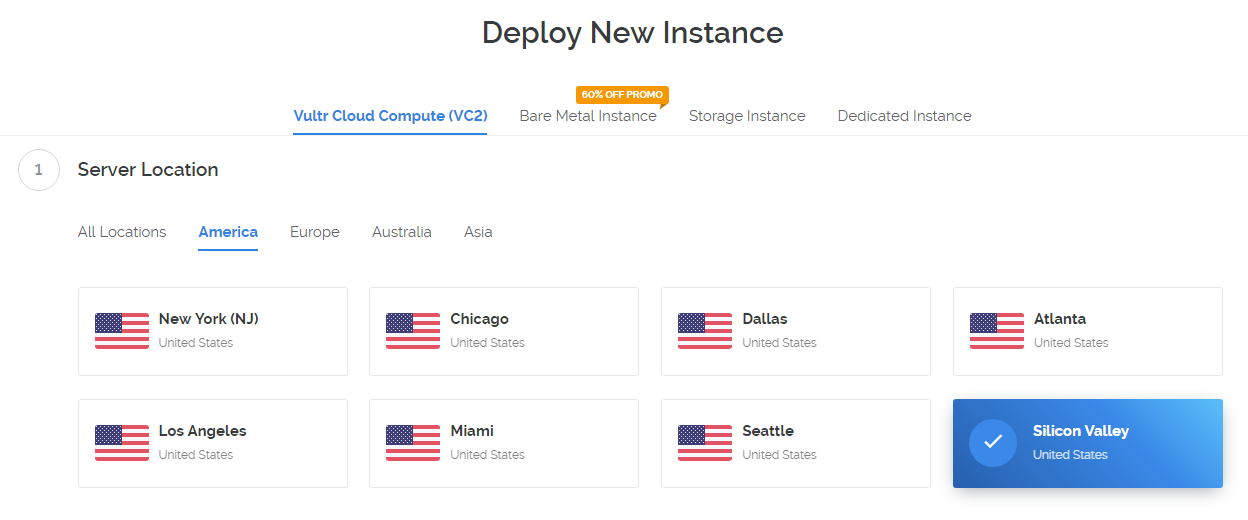 Deploy New Instance
60% OFF PROMO
Vultr Cloud Compute (VC2) Bare Metal Instance Storage Instance Dedicated Instance
1 Server Location
All Locations America Europe Australia Asia
New York (NJ) Chicago Dallas Atlanta
United States United States United States United States
Los Angeles Miami Seattle Silicon Valley
United States United States United States United States